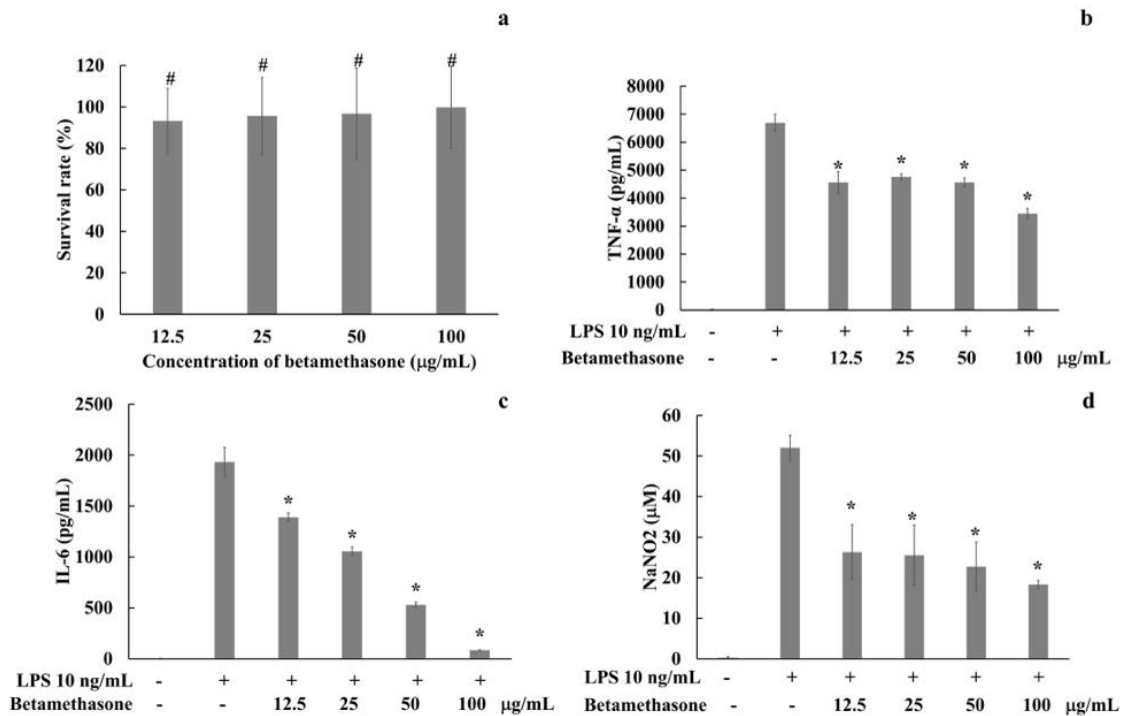 a
120
100
80
60
40
20
0
Survival rate (%)
# # # #
12.5 25 50 100
Concentration of betamethasone (μg/mL)
b
8000
7000
6000
5000
4000
3000
2000
1000
0
TNF-α (pg/mL)
* * * *
LPS 10 ng/mL - + + + + +
Betamethasone - - 12.5 25 50 100 μg/mL
c
2500
2000
1500
1000
500
0
IL-6 (pg/mL)
* * * *
LPS 10 ng/mL - + + + + +
Betamethasone - - 12.5 25 50 100 μg/mL
d
60
50
40
30
20
10
0
NaNO2 (μM)
* * * *
LPS 10 ng/mL - + + + + +
Betamethasone - - 12.5 25 50 100 μg/mL